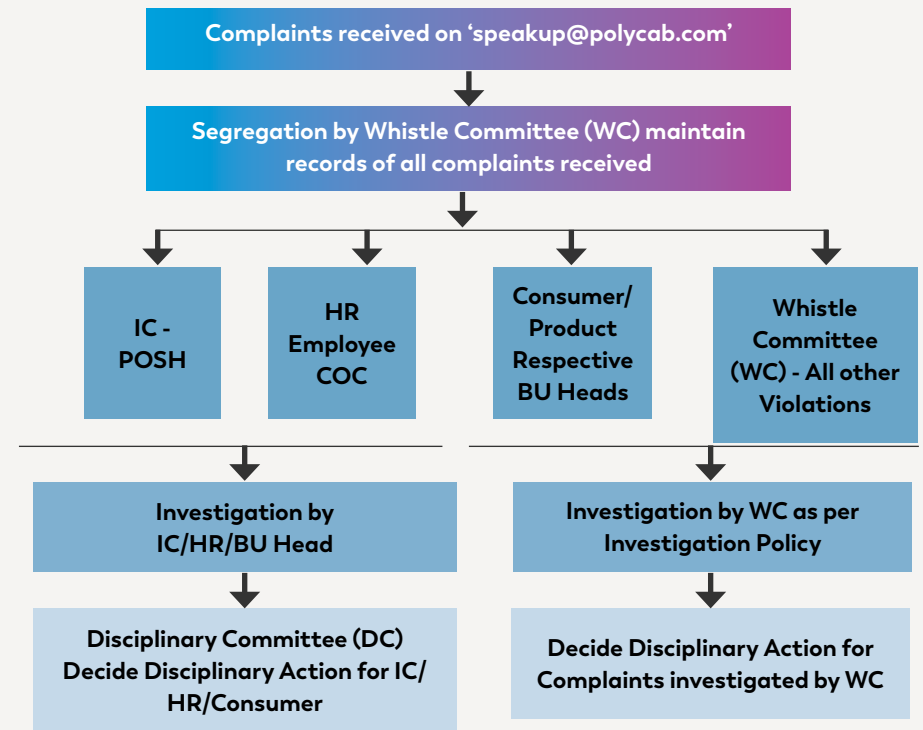 Complaints received on ‘speakup@polycab.com’
Segregation by Whistle Committee (WC) maintain
records of all complaints received
IC -
POSH
HR
Employee
COC
Consumer/
Product
Respective
BU Heads
Whistle
Committee
(WC) - All other
Violations
Investigation by
IC/HR/BU Head
Investigation by WC as per
Investigation Policy
Disciplinary Committee (DC)
Decide Disciplinary Action for IC/
HR/Consumer
Decide Disciplinary Action for
Complaints investigated by WC